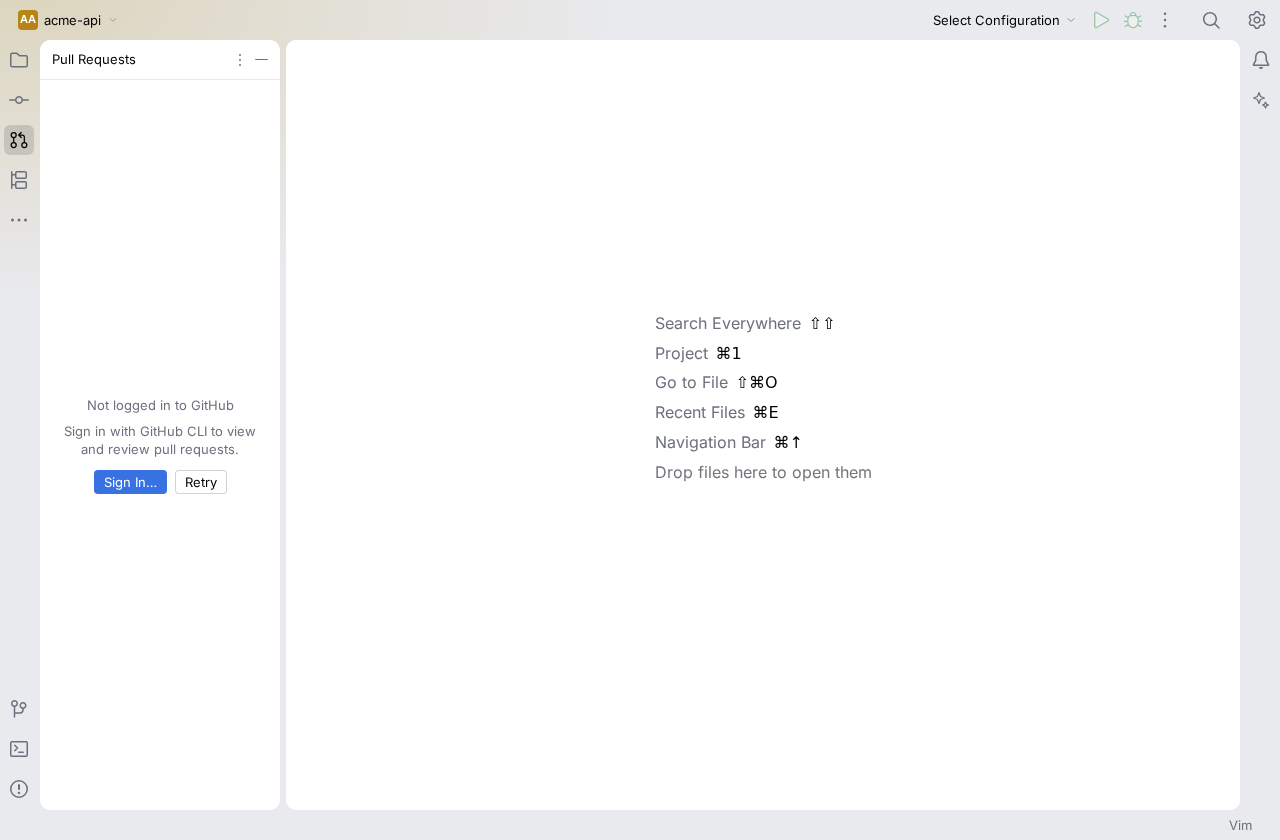 AA acme-api
Select Configuration
Pull Requests
Not logged in to GitHub
Sign in with GitHub CLI to view
and review pull requests.
Sign In...
Retry
Search Everywhere ⇧⇧
Project ⌘1
Go to File ⇧⌘O
Recent Files ⌘E
Navigation Bar ⌘↑
Drop files here to open them
Vim